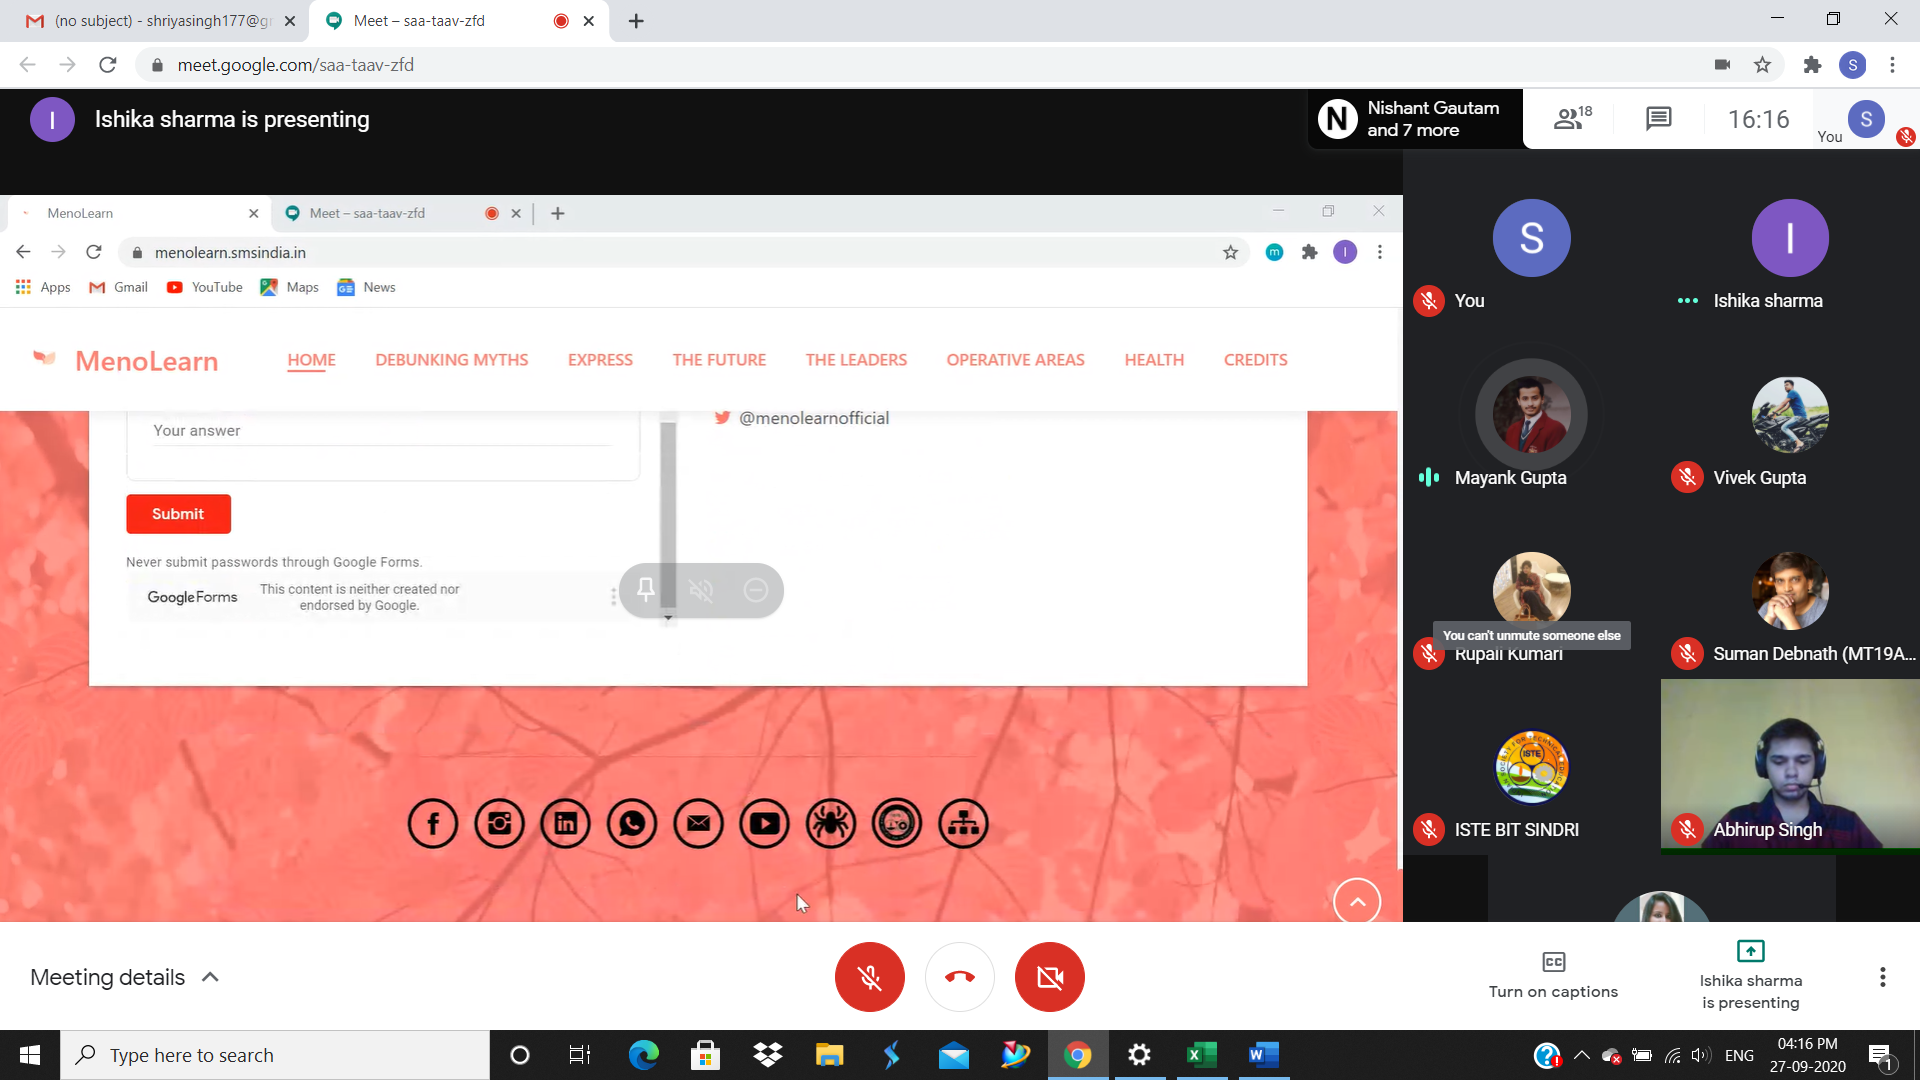 (no subject) - shriyasingh177@g
Meet – saa-taav-zfd
meet.google.com/saa-taav-zfd
S
I
Ishika sharma is presenting
N
Nishant Gautam
and 7 more
18
16:16
You
S
MenoLearn
Meet – saa-taav-zfd
menolearn.smsindia.in
m
I
Apps
Gmail
YouTube
Maps
News
MenoLearn
HOME
DEBUNKING MYTHS
EXPRESS
THE FUTURE
THE LEADERS
OPERATIVE AREAS
HEALTH
CREDITS
@menolearnofficial
Your answer
Submit
Never submit passwords through Google Forms.
Google Forms
This content is neither created nor
endorsed by Google.
S
I
You
Ishika sharma
Mayank Gupta
Vivek Gupta
You can't unmute someone else
Rupali Kumari
Suman Debnath (MT19A...
ISTE
ISTE BIT SINDRI
Abhirup Singh
Meeting details
CC
Turn on captions
Ishika sharma
is presenting
Type here to search
ENG
04:16 PM
27-09-2020
1